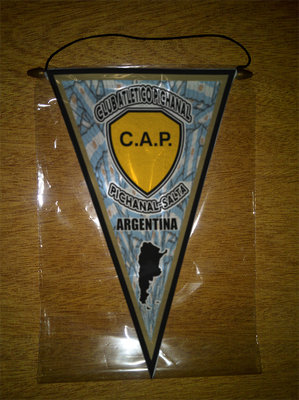 CLUB ATLETICO PICHANAL
C.A.P.
PICHANAL-SALTA
ARGENTINA